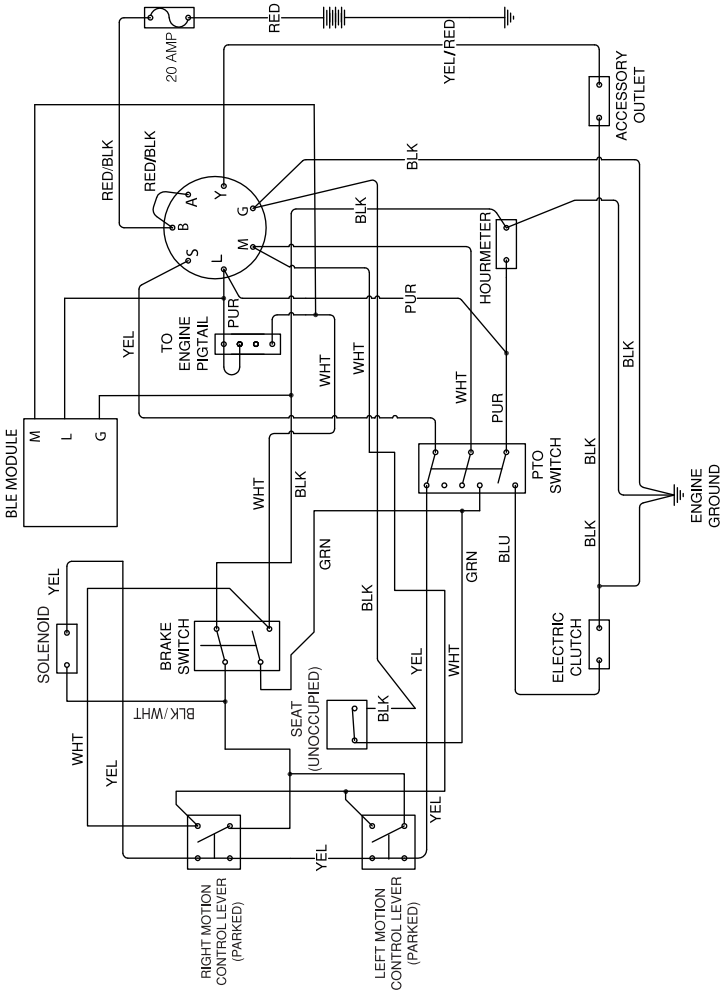 RED
20 AMP
YEL/RED
ACCESSORY
OUTLET
RED/BLK
RED/BLK
BLK
A
Y
B
G
S
M
L
BLK
HOURMETER
PUR
PUR
YEL
TO
ENGINE
PIGTAIL
WHT
WHT
WHT
PUR
BLK
BLE MODULE
M
L
G
PTO
SWITCH
BLK
ENGINE
GROUND
WHT
BLK
GRN
GRN
BLU
BLK
SOLENOID
YEL
BRAKE
SWITCH
BLK
YEL
WHT
ELECTRIC
CLUTCH
BLK/WHT
SEAT
(UNOCCUPIED)
BLK
WHT
YEL
YEL
YEL
RIGHT MOTION
CONTROL LEVER
(PARKED)
LEFT MOTION
CONTROL LEVER
(PARKED)